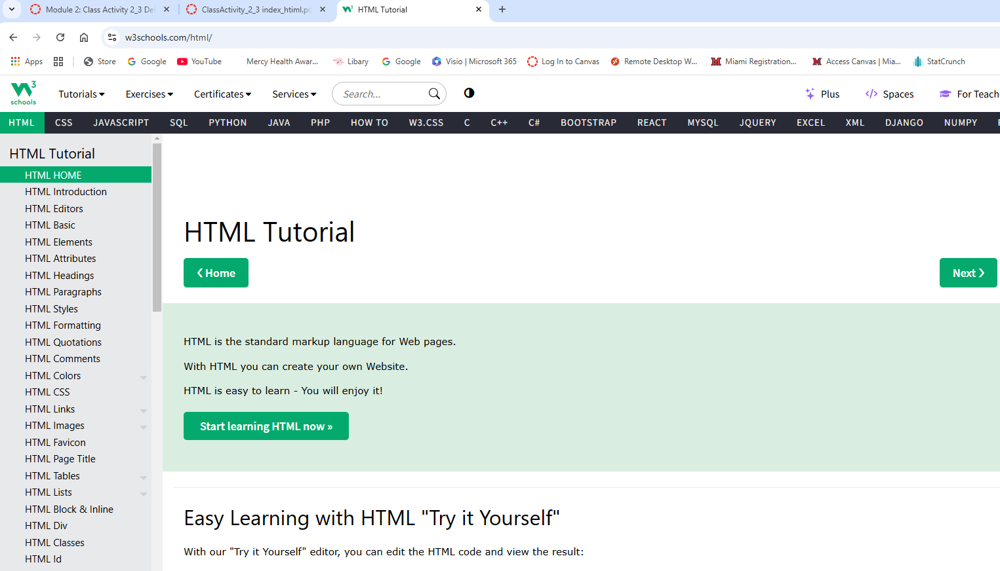 Module 2: Class Activity 2_3 De
ClassActivity_2_3 index_html.pc
HTML Tutorial
w3schools.com/html/
Apps
Store
Google
YouTube
Mercy Health Awar...
Libary
Google
Visio | Microsoft 365
Log In to Canvas
Remote Desktop W...
Miami Registration...
Access Canvas | Mia...
StatCrunch
W3
schools
Tutorials
Exercises
Certificates
Services
Search...
Plus
Spaces
For Teach
HTML CSS JAVASCRIPT SQL PYTHON JAVA PHP HOW TO W3.CSS C C++ C# BOOTSTRAP REACT MYSQL JQUERY EXCEL XML DJANGO NUMPY
HTML Tutorial
HTML HOME
HTML Introduction
HTML Editors
HTML Basic
HTML Elements
HTML Attributes
HTML Headings
HTML Paragraphs
HTML Styles
HTML Formatting
HTML Quotations
HTML Comments
HTML Colors
HTML CSS
HTML Links
HTML Images
HTML Favicon
HTML Page Title
HTML Tables
HTML Lists
HTML Block & Inline
HTML Div
HTML Classes
HTML Id
HTML Tutorial
❮ Home
Next ❯
HTML is the standard markup language for Web pages.
With HTML you can create your own Website.
HTML is easy to learn - You will enjoy it!
Start learning HTML now »
Easy Learning with HTML "Try it Yourself"
With our "Try it Yourself" editor, you can edit the HTML code and view the result: